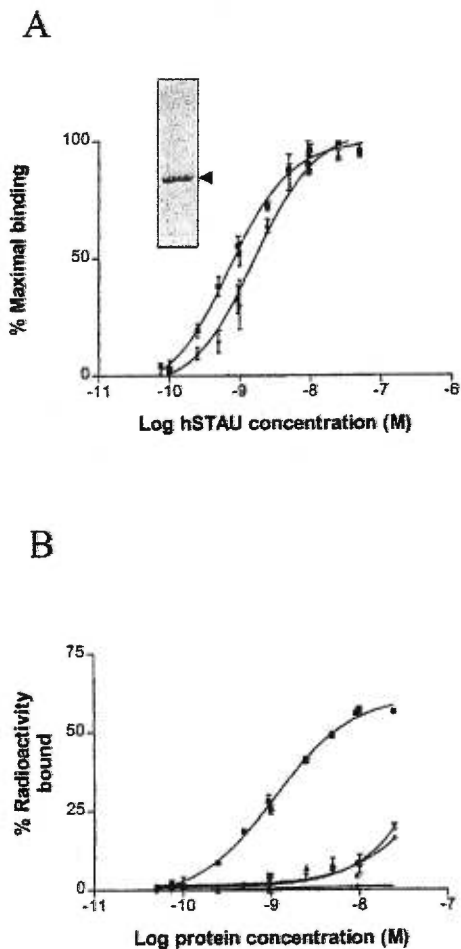 A
100
50
0
-11
-10
-9
-8
-7
-6
% Maximal binding
Log hSTAU concentration (M)
B
75
50
25
0
-11
-10
-9
-8
-7
% Radioactivity
bound
Log protein concentration (M)